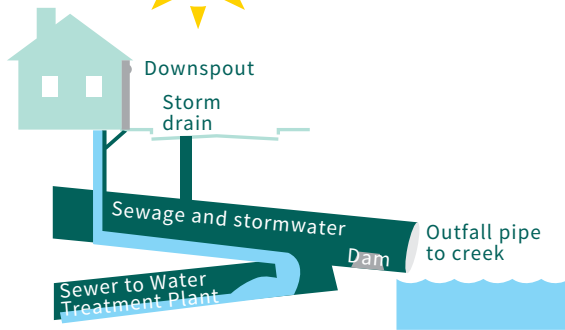 Downspout
Storm
drain
Sewage and stormwater
Outfall pipe
to creek
Dam
Sewer to Water
Treatment Plant